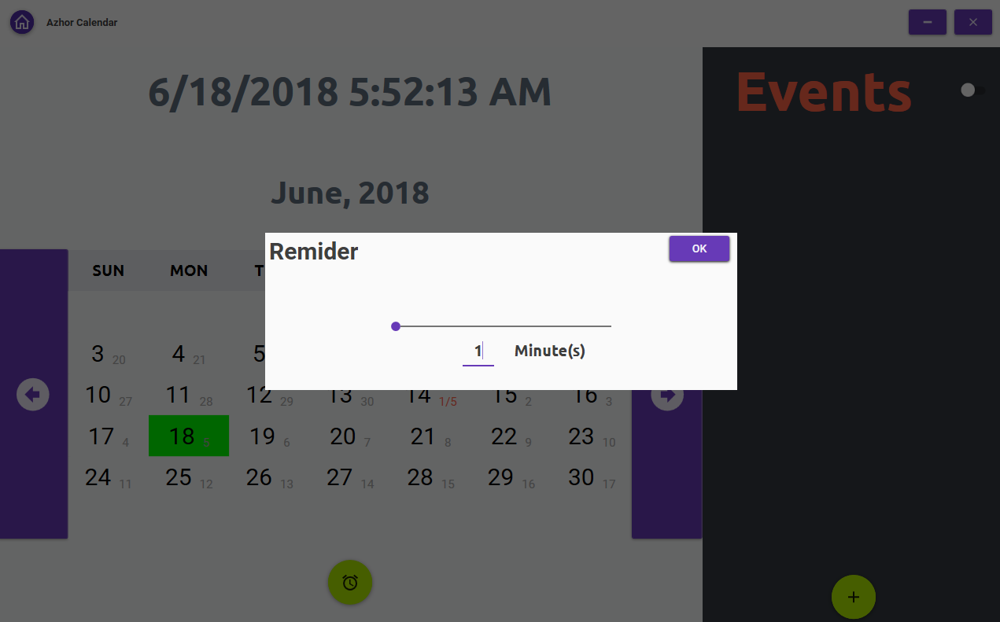 Azhor Calendar
6/18/2018 5:52:13 AM
Events
June, 2018
Remider
OK
1 Minute(s)
SUN MON T
3 20 4 21 5
10 27 11 28 12 29 13 30 14 1/5 15 2 16 3
17 4 18 5 19 6 20 7 21 8 22 9 23 10
24 11 25 12 26 13 27 14 28 15 29 16 30 17